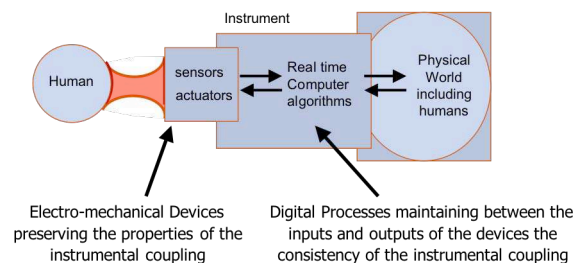 Instrument
Human
sensors
actuators
Real time
Computer
algorithms
Physical
World
including
humans
Electro-mechanical Devices
preserving the properties of the
instrumental coupling
Digital Processes maintaining between the
inputs and outputs of the devices the
consistency of the instrumental coupling